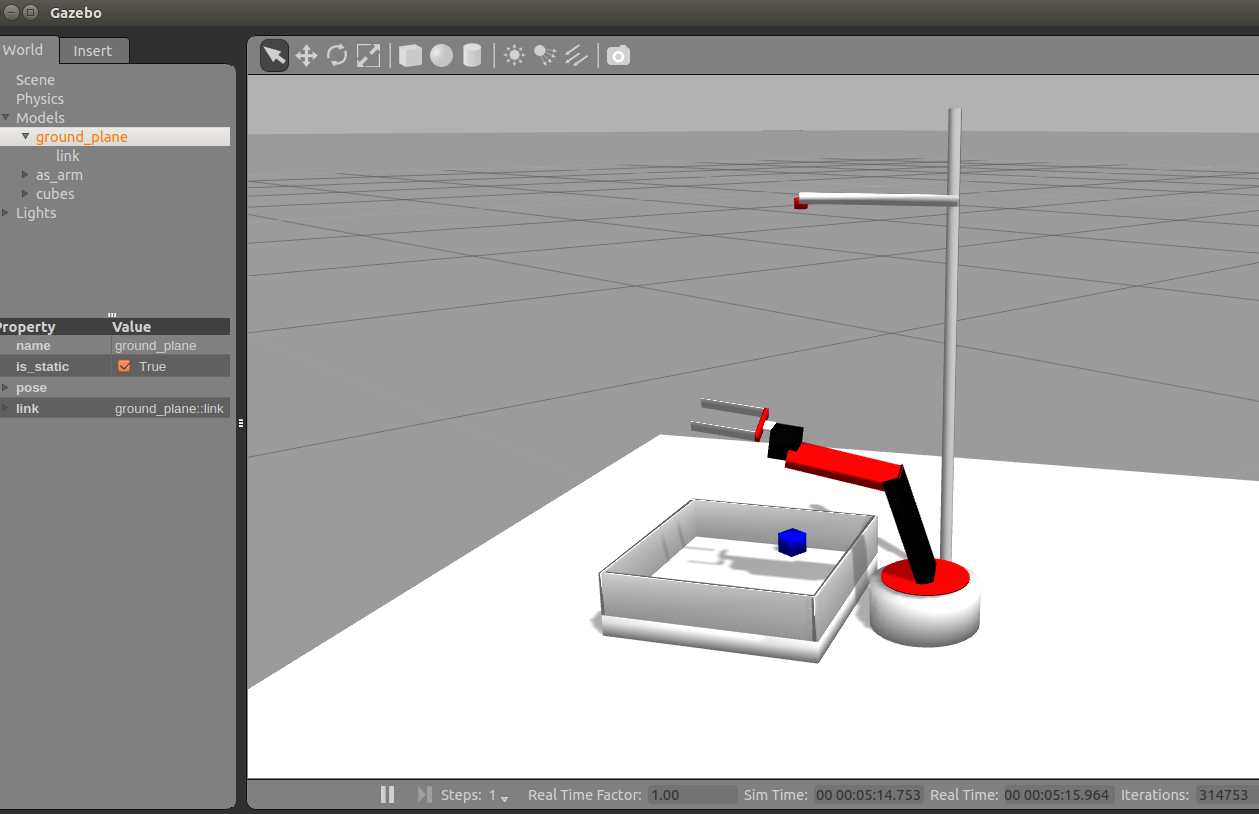 Gazebo
World Insert
Scene
Physics
Models
ground_plane
link
as_arm
cubes
Lights
Property Value
name ground_plane
is_static True
pose
link ground_plane::link
Steps: 1 Real Time Factor: 1.00 Sim Time: 00 00:05:14.753 Real Time: 00 00:05:15.964 Iterations: 314753